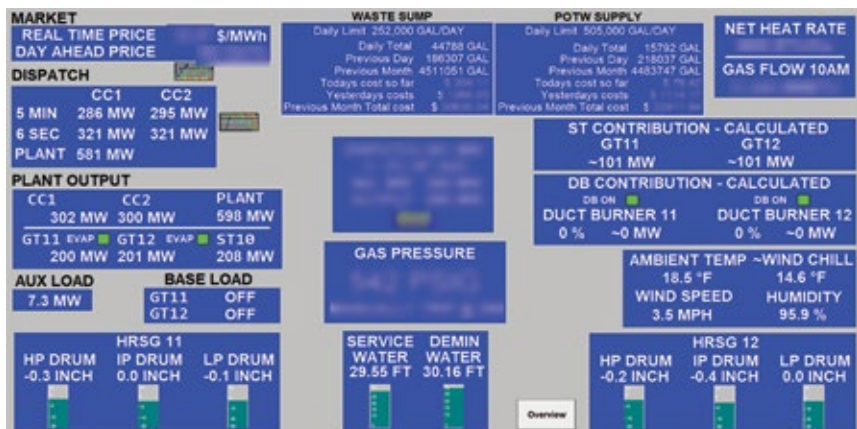 MARKET
REAL TIME PRICE $/MWh
DAY AHEAD PRICE
DISPATCH
CC1 CC2
5 MIN 286 MW 295 MW
6 SEC 321 MW 321 MW
PLANT 581 MW
PLANT OUTPUT
CC1 CC2 PLANT
302 MW 300 MW 598 MW
GT11 EVAP GT12 EVAP ST10
200 MW 201 MW 208 MW
AUX LOAD
7.3 MW
BASE LOAD
GT11 OFF
GT12 OFF
HRSG 11
HP DRUM IP DRUM LP DRUM
-0.3 INCH 0.0 INCH -0.1 INCH
WASTE SUMP
Daily Limit 252,000 GAL/DAY
Daily Total 44788 GAL
Previous Day 166307 GAL
Previous Month 4511051 GAL
Todays cost so far $
Yesterdays costs $
Previous Month Total cost $
POTW SUPPLY
Daily Limit 505,000 GAL/DAY
Daily Total 15792 GAL
Previous Day 218037 GAL
Previous Month 4483747 GAL
Todays cost so far $
Yesterdays costs $
Previous Month Total cost $
GAS PRESSURE
SERVICE WATER DEMIN WATER
29.55 FT 30.16 FT
Overview
NET HEAT RATE
GAS FLOW 10AM
ST CONTRIBUTION - CALCULATED
GT11 GT12
~101 MW ~101 MW
DB CONTRIBUTION - CALCULATED
DB ON DB ON
DUCT BURNER 11 DUCT BURNER 12
0 % ~0 MW 0 % ~0 MW
AMBIENT TEMP ~WIND CHILL
18.5 °F 14.6 °F
WIND SPEED HUMIDITY
3.5 MPH 95.9 %
HRSG 12
HP DRUM IP DRUM LP DRUM
-0.2 INCH -0.4 INCH 0.0 INCH